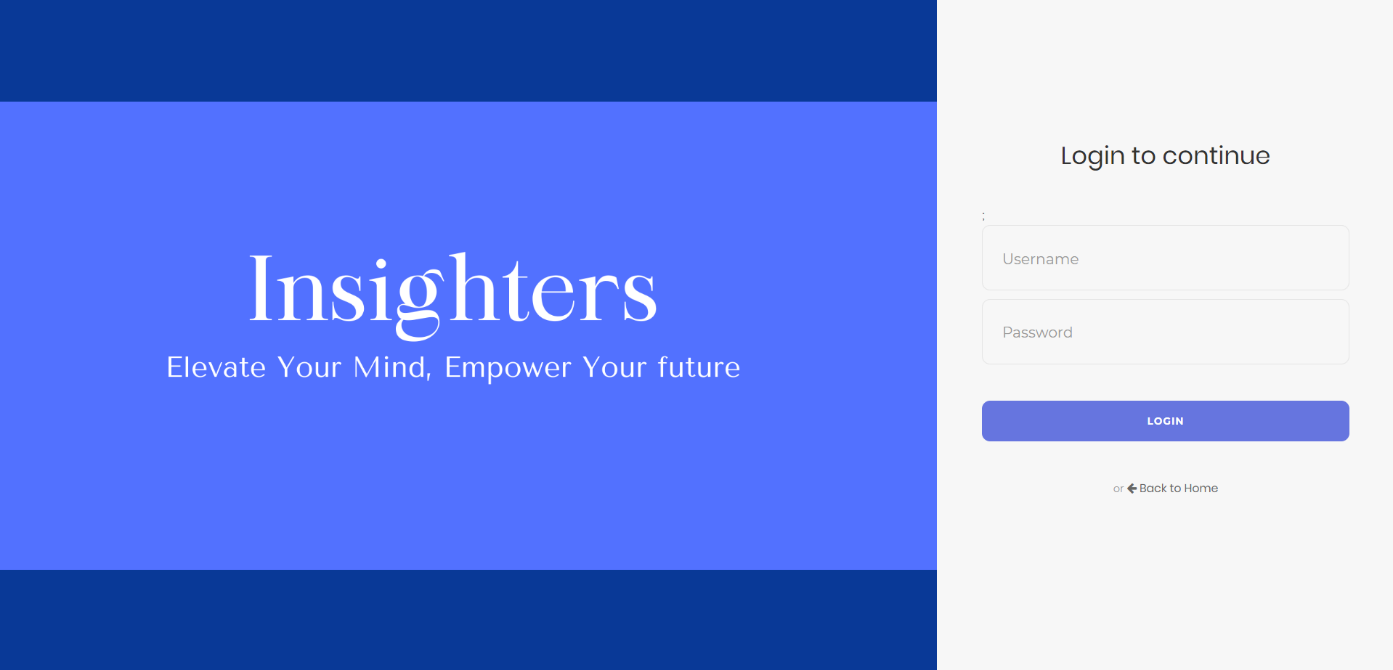 Insighters
Elevate Your Mind, Empower Your future
Login to continue
;
Username
Password
LOGIN
or Back to Home